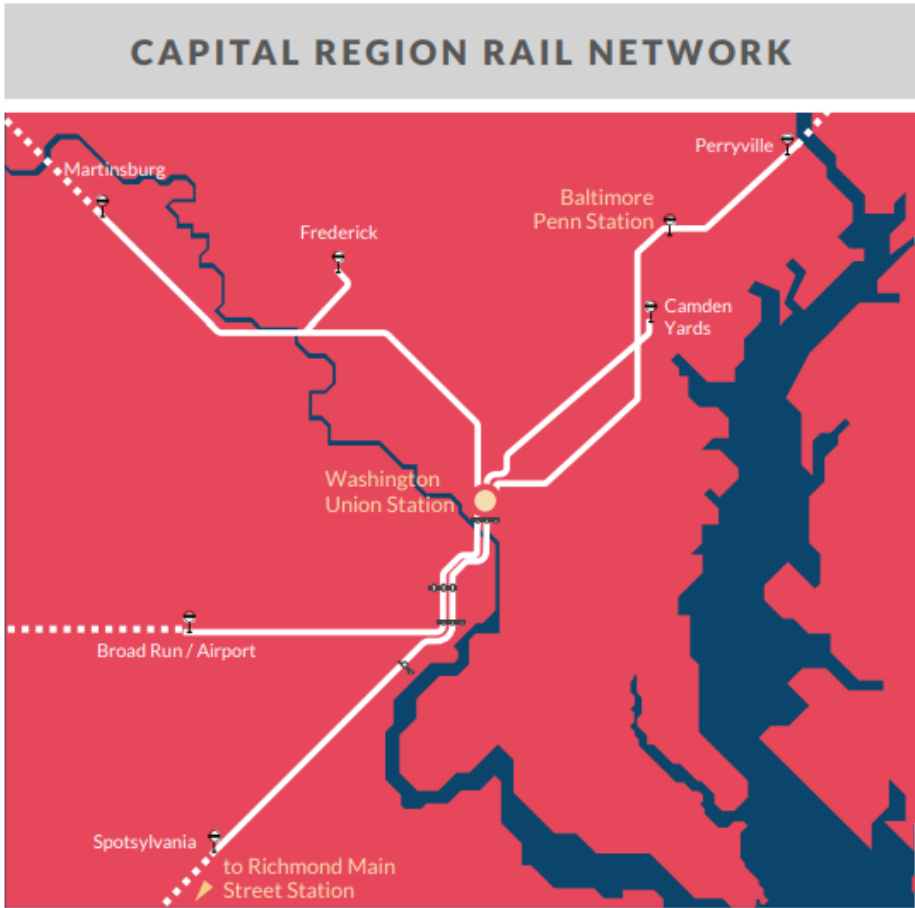 CAPITAL REGION RAIL NETWORK
Perryville
Martinsburg
Baltimore
Penn Station
Frederick
Camden
Yards
Washington
Union Station
Broad Run / Airport
Spotsylvania
to Richmond Main
Street Station